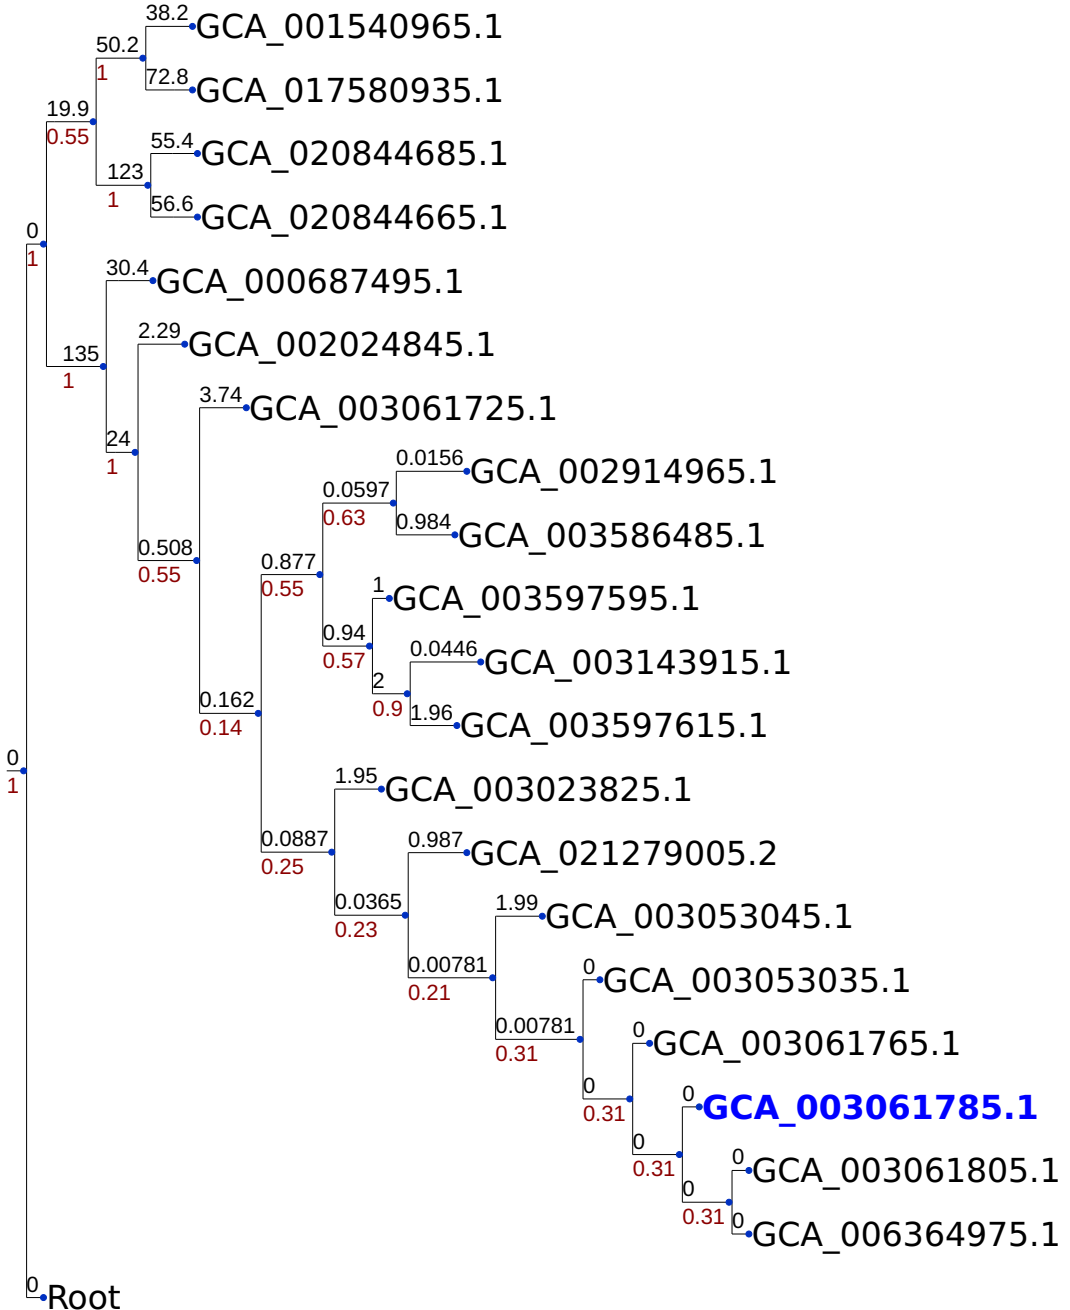 38.2
GCA_001540965.1
50.2
1
72.8
GCA_017580935.1
19.9
0.55
55.4
GCA_020844685.1
123
1
56.6
GCA_020844665.1
0
1
30.4
GCA_000687495.1
2.29
GCA_002024845.1
135
1
3.74
GCA_003061725.1
24
1
0.0156
GCA_002914965.1
0.0597
0.63
0.984
GCA_003586485.1
0.508
0.55
0.877
0.55
1
GCA_003597595.1
0.94
0.57
0.0446
GCA_003143915.1
2
0.9
1.96
GCA_003597615.1
0.162
0.14
0
1
1.95
GCA_003023825.1
0.0887
0.25
0.987
GCA_021279005.2
0.0365
0.23
1.99
GCA_003053045.1
0.00781
0.21
0
GCA_003053035.1
0.00781
0.31
0
GCA_003061765.1
0
0.31
0
GCA_003061785.1
0
0.31
0
GCA_003061805.1
0
0.31
0
GCA_006364975.1
0
Root